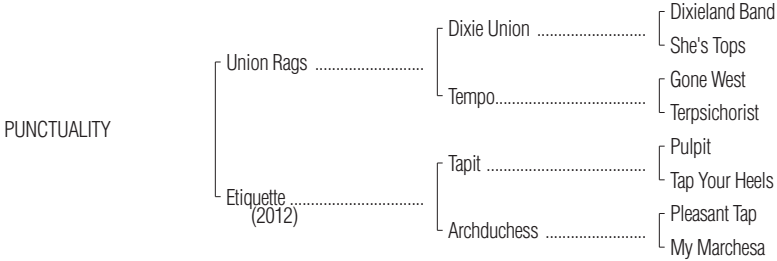 Dixieland Band
Dixie Union ..........................
She's Tops
Union Rags ..........................
Gone West
Tempo....................................
Terpsichorist
PUNCTUALITY
Pulpit
Tapit ......................................
Tap Your Heels
Etiquette ................................
(2012)
Pleasant Tap
Archduchess ........................
My Marchesa